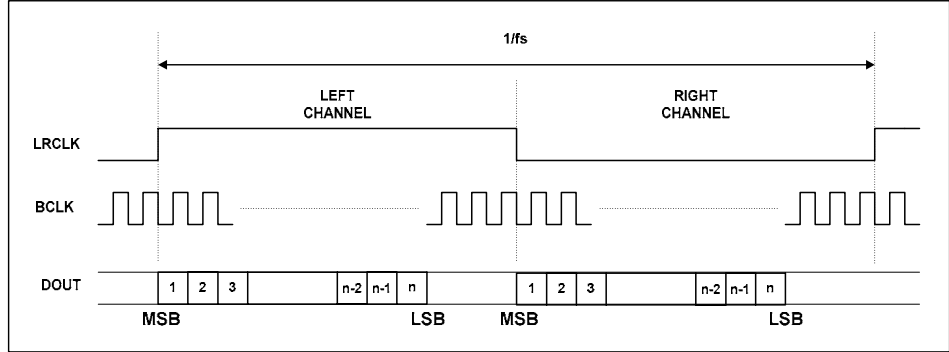 1/fs
LEFT
CHANNEL
RIGHT
CHANNEL
LRCLK
BCLK
DOUT
1 2 3 n-2 n-1 n 1 2 3 n-2 n-1 n
MSB LSB MSB LSB